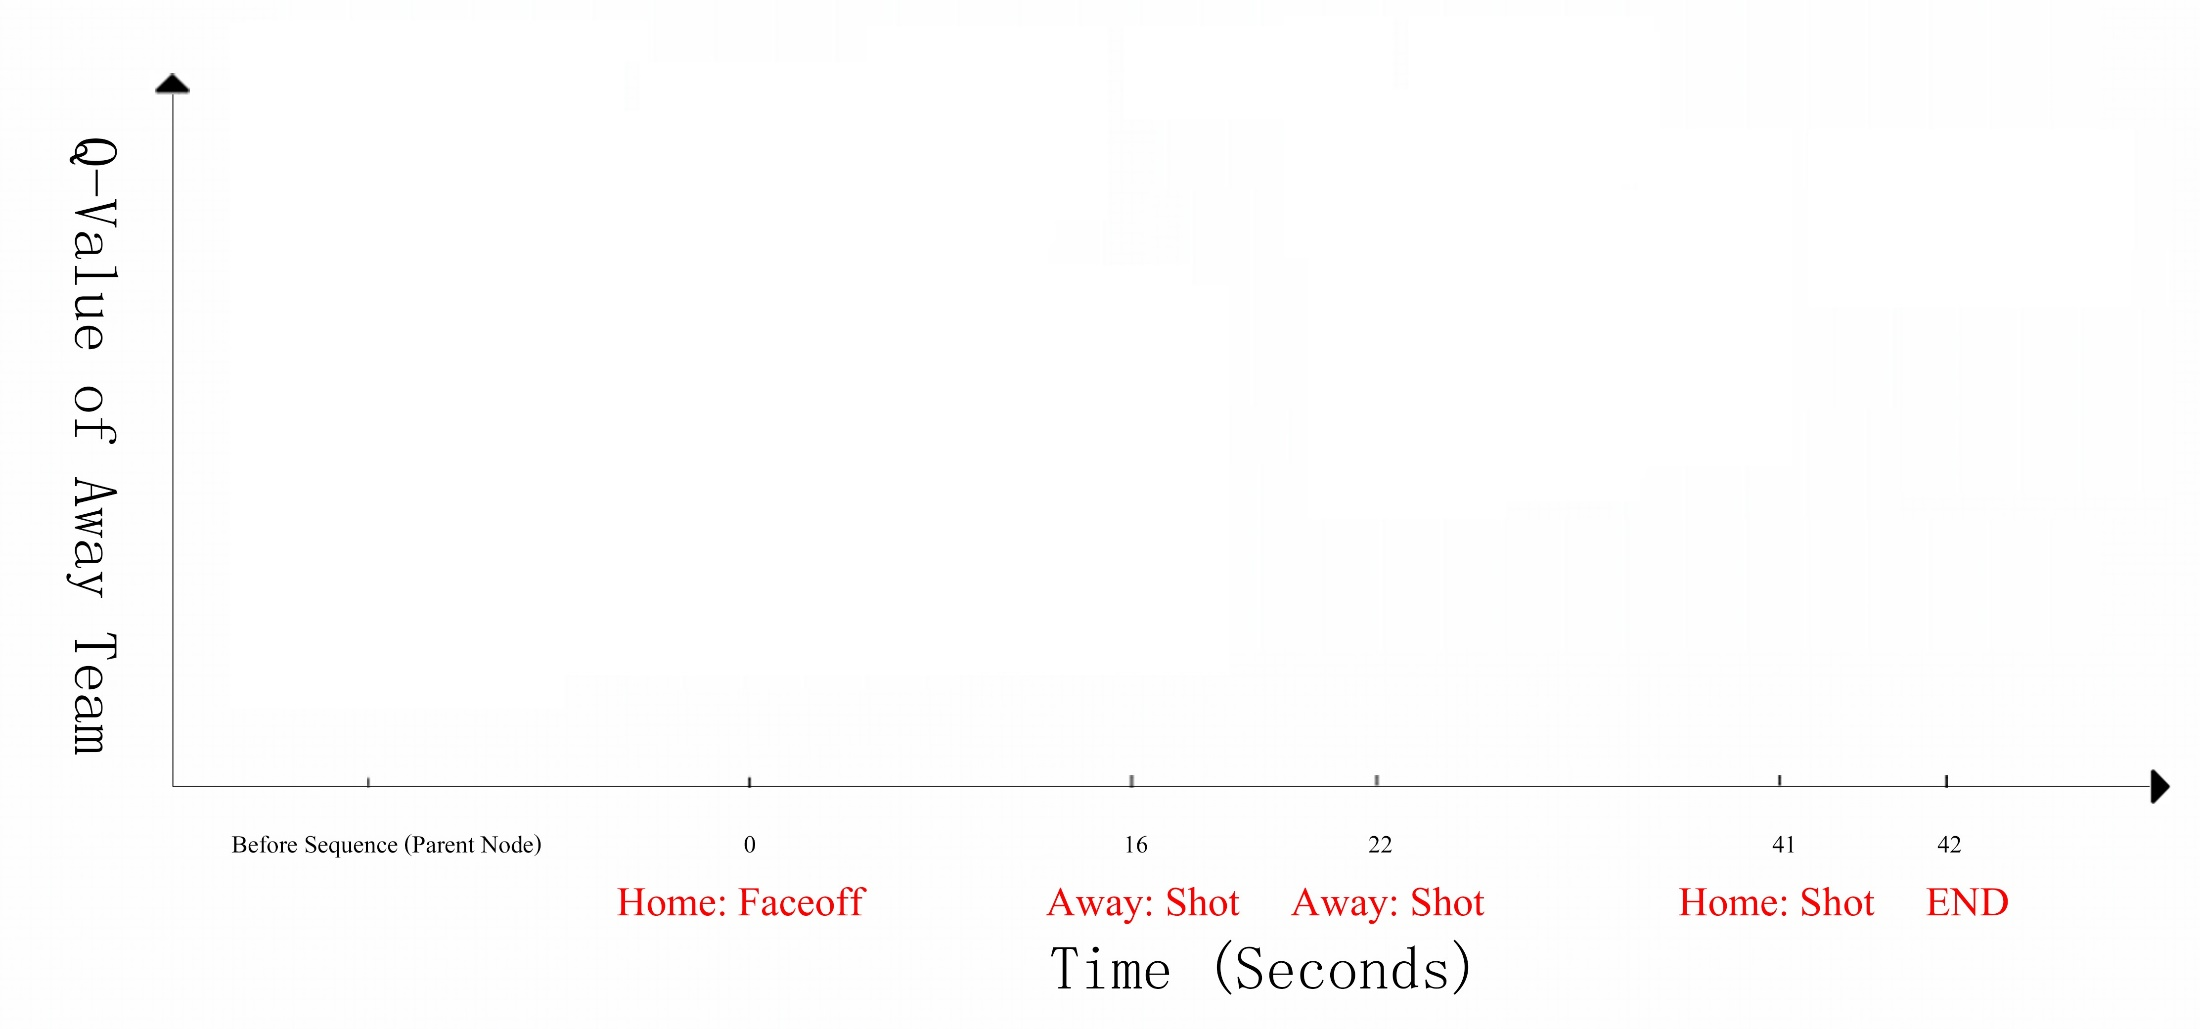 Q-Value of Away Team
Before Sequence (Parent Node) 0 16 22 41 42
Home: Faceoff Away: Shot Away: Shot Home: Shot END
Time (Seconds)